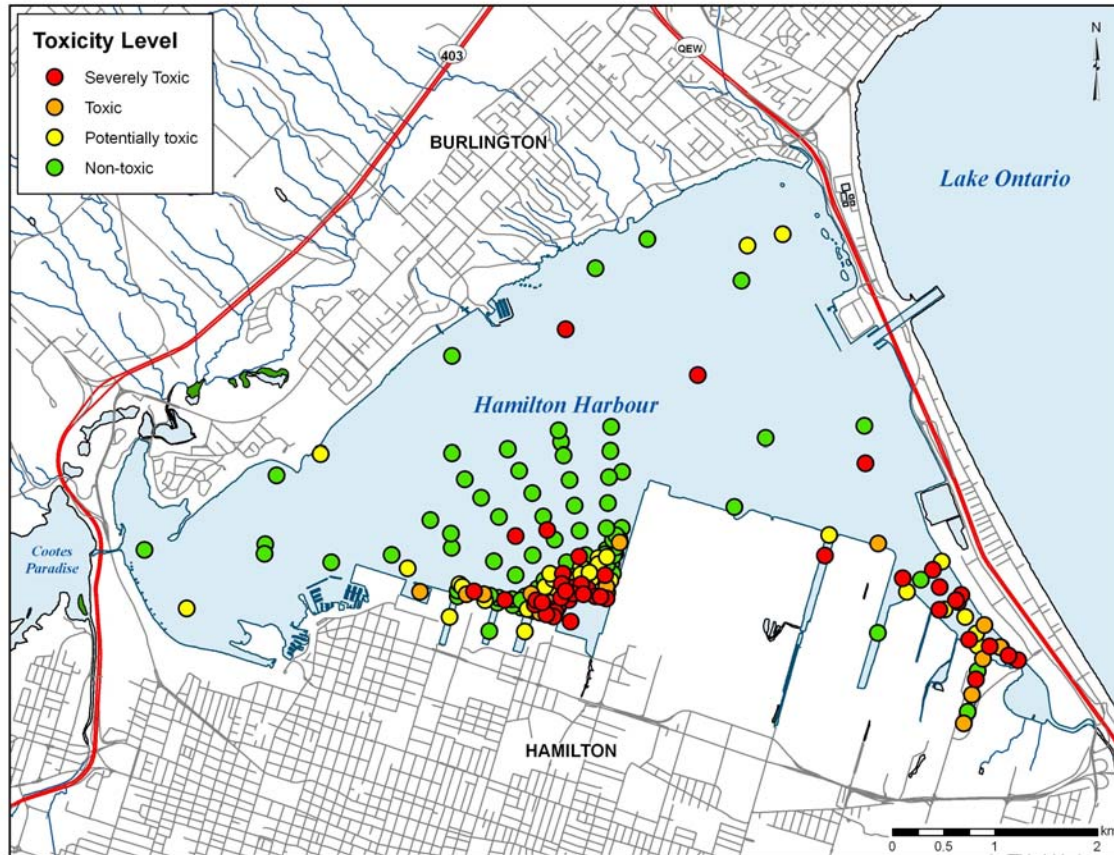 Toxicity Level
Severely Toxic
Toxic
Potentially toxic
Non-toxic
403
QEW
N
BURLINGTON
Lake Ontario
Hamilton Harbour
Cootes
Paradise
HAMILTON
0 0.5 1 2
km